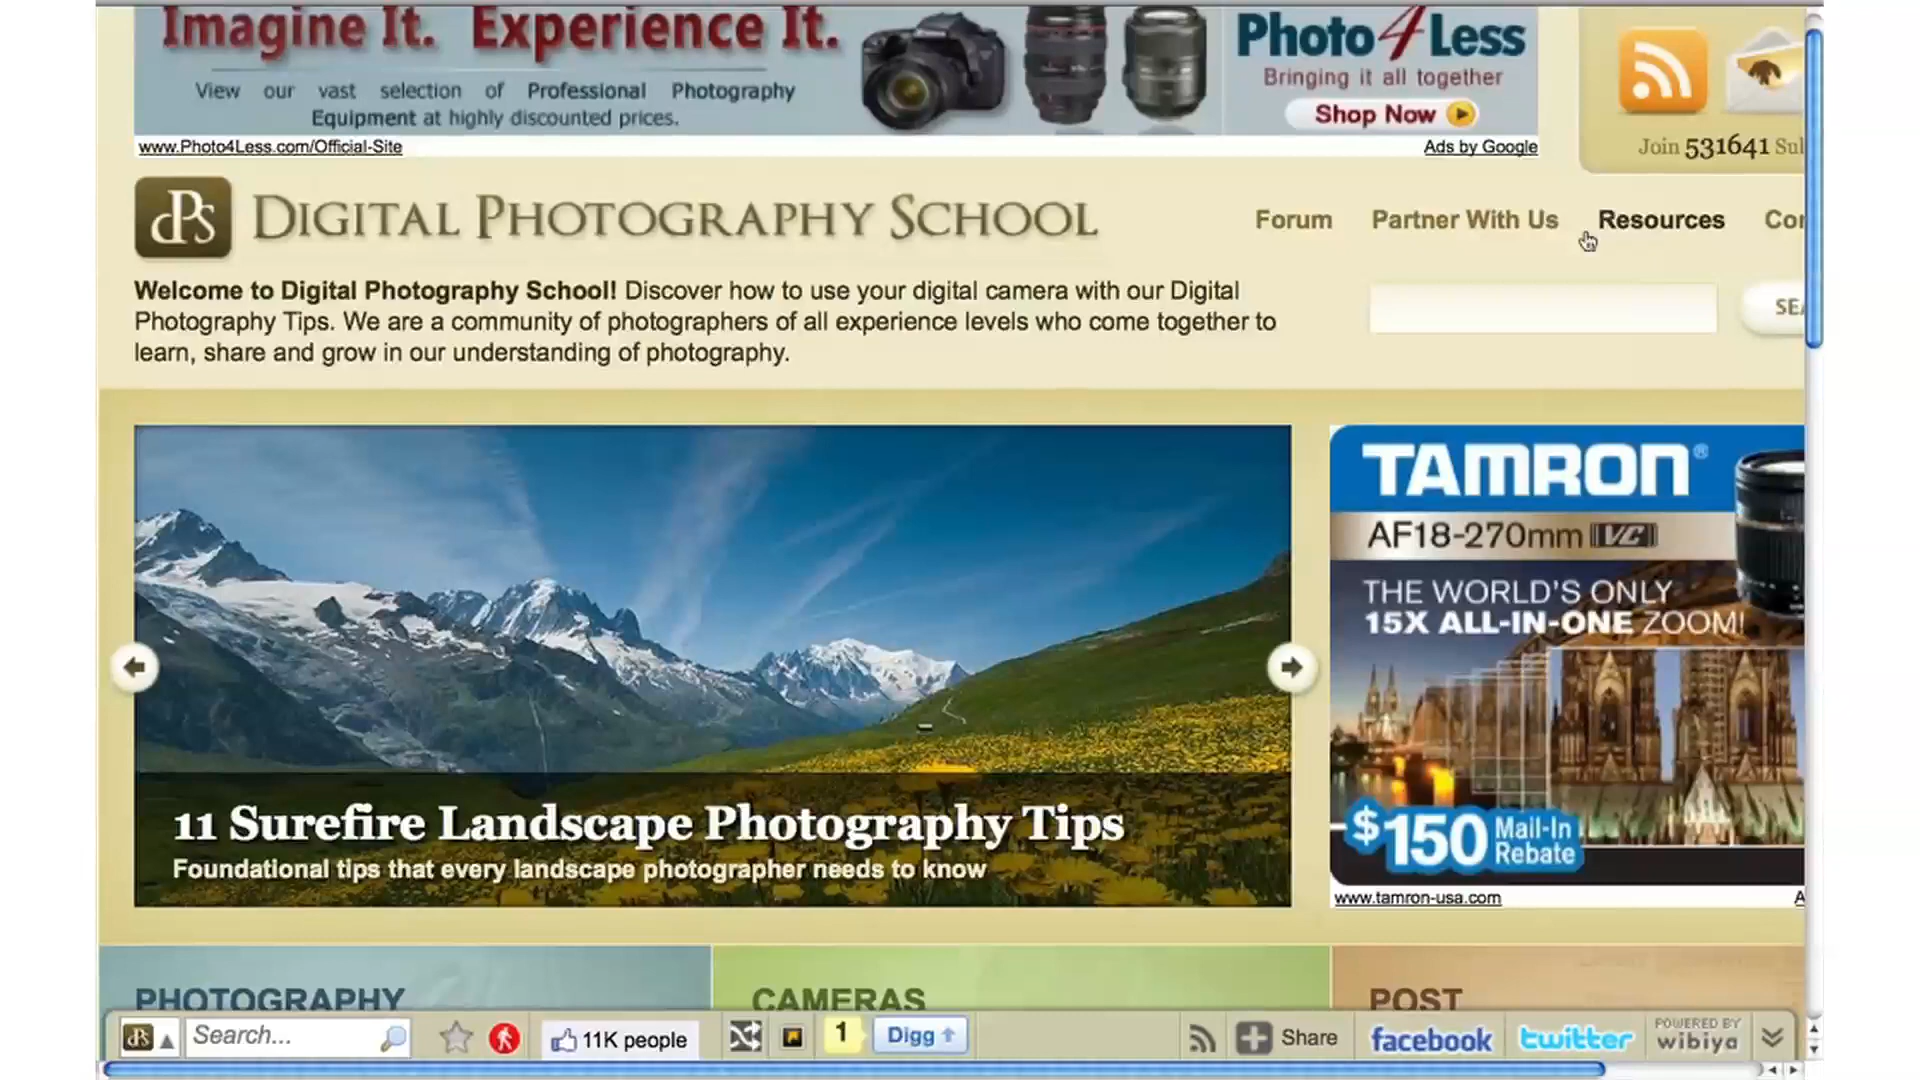 Imagine It. Experience It.
View our vast selection of Professional Photography
Equipment at highly discounted prices.
Photo4Less
Bringing it all together
Shop Now
www.Photo4Less.com/Official-Site
Ads by Google
Join 531641
dPs DIGITAL PHOTOGRAPHY SCHOOL
Forum Partner With Us Resources
Welcome to Digital Photography School! Discover how to use your digital camera with our Digital
Photography Tips. We are a community of photographers of all experience levels who come together to
learn, share and grow in our understanding of photography.
TAMRON®
AF18-270mm VC
THE WORLD'S ONLY
15X ALL-IN-ONE ZOOM!
11 Surefire Landscape Photography Tips
Foundational tips that every landscape photographer needs to know
$150 Mail-In
Rebate
www.tamron-usa.com
PHOTOGRAPHY
CAMERAS
POST
dPs Search...
11K people
1
Digg
Share
facebook
twitter
POWERED BY
wibiya